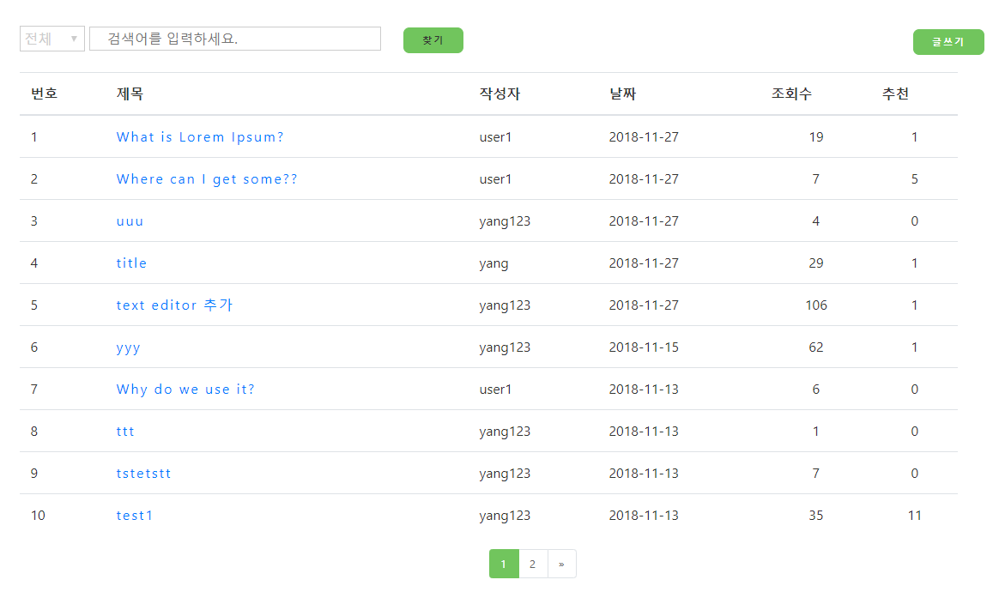 전체 ▼ 검색어를 입력하세요. 찾기 글쓰기
번호 제목 작성자 날짜 조회수 추천
1 What is Lorem Ipsum? user1 2018-11-27 19 1
2 Where can I get some?? user1 2018-11-27 7 5
3 uuu yang123 2018-11-27 4 0
4 title yang 2018-11-27 29 1
5 text editor 추가 yang123 2018-11-27 106 1
6 yyy yang123 2018-11-15 62 1
7 Why do we use it? user1 2018-11-13 6 0
8 ttt yang123 2018-11-13 1 0
9 tstetstt yang123 2018-11-13 7 0
10 test1 yang123 2018-11-13 35 11
1 2 »